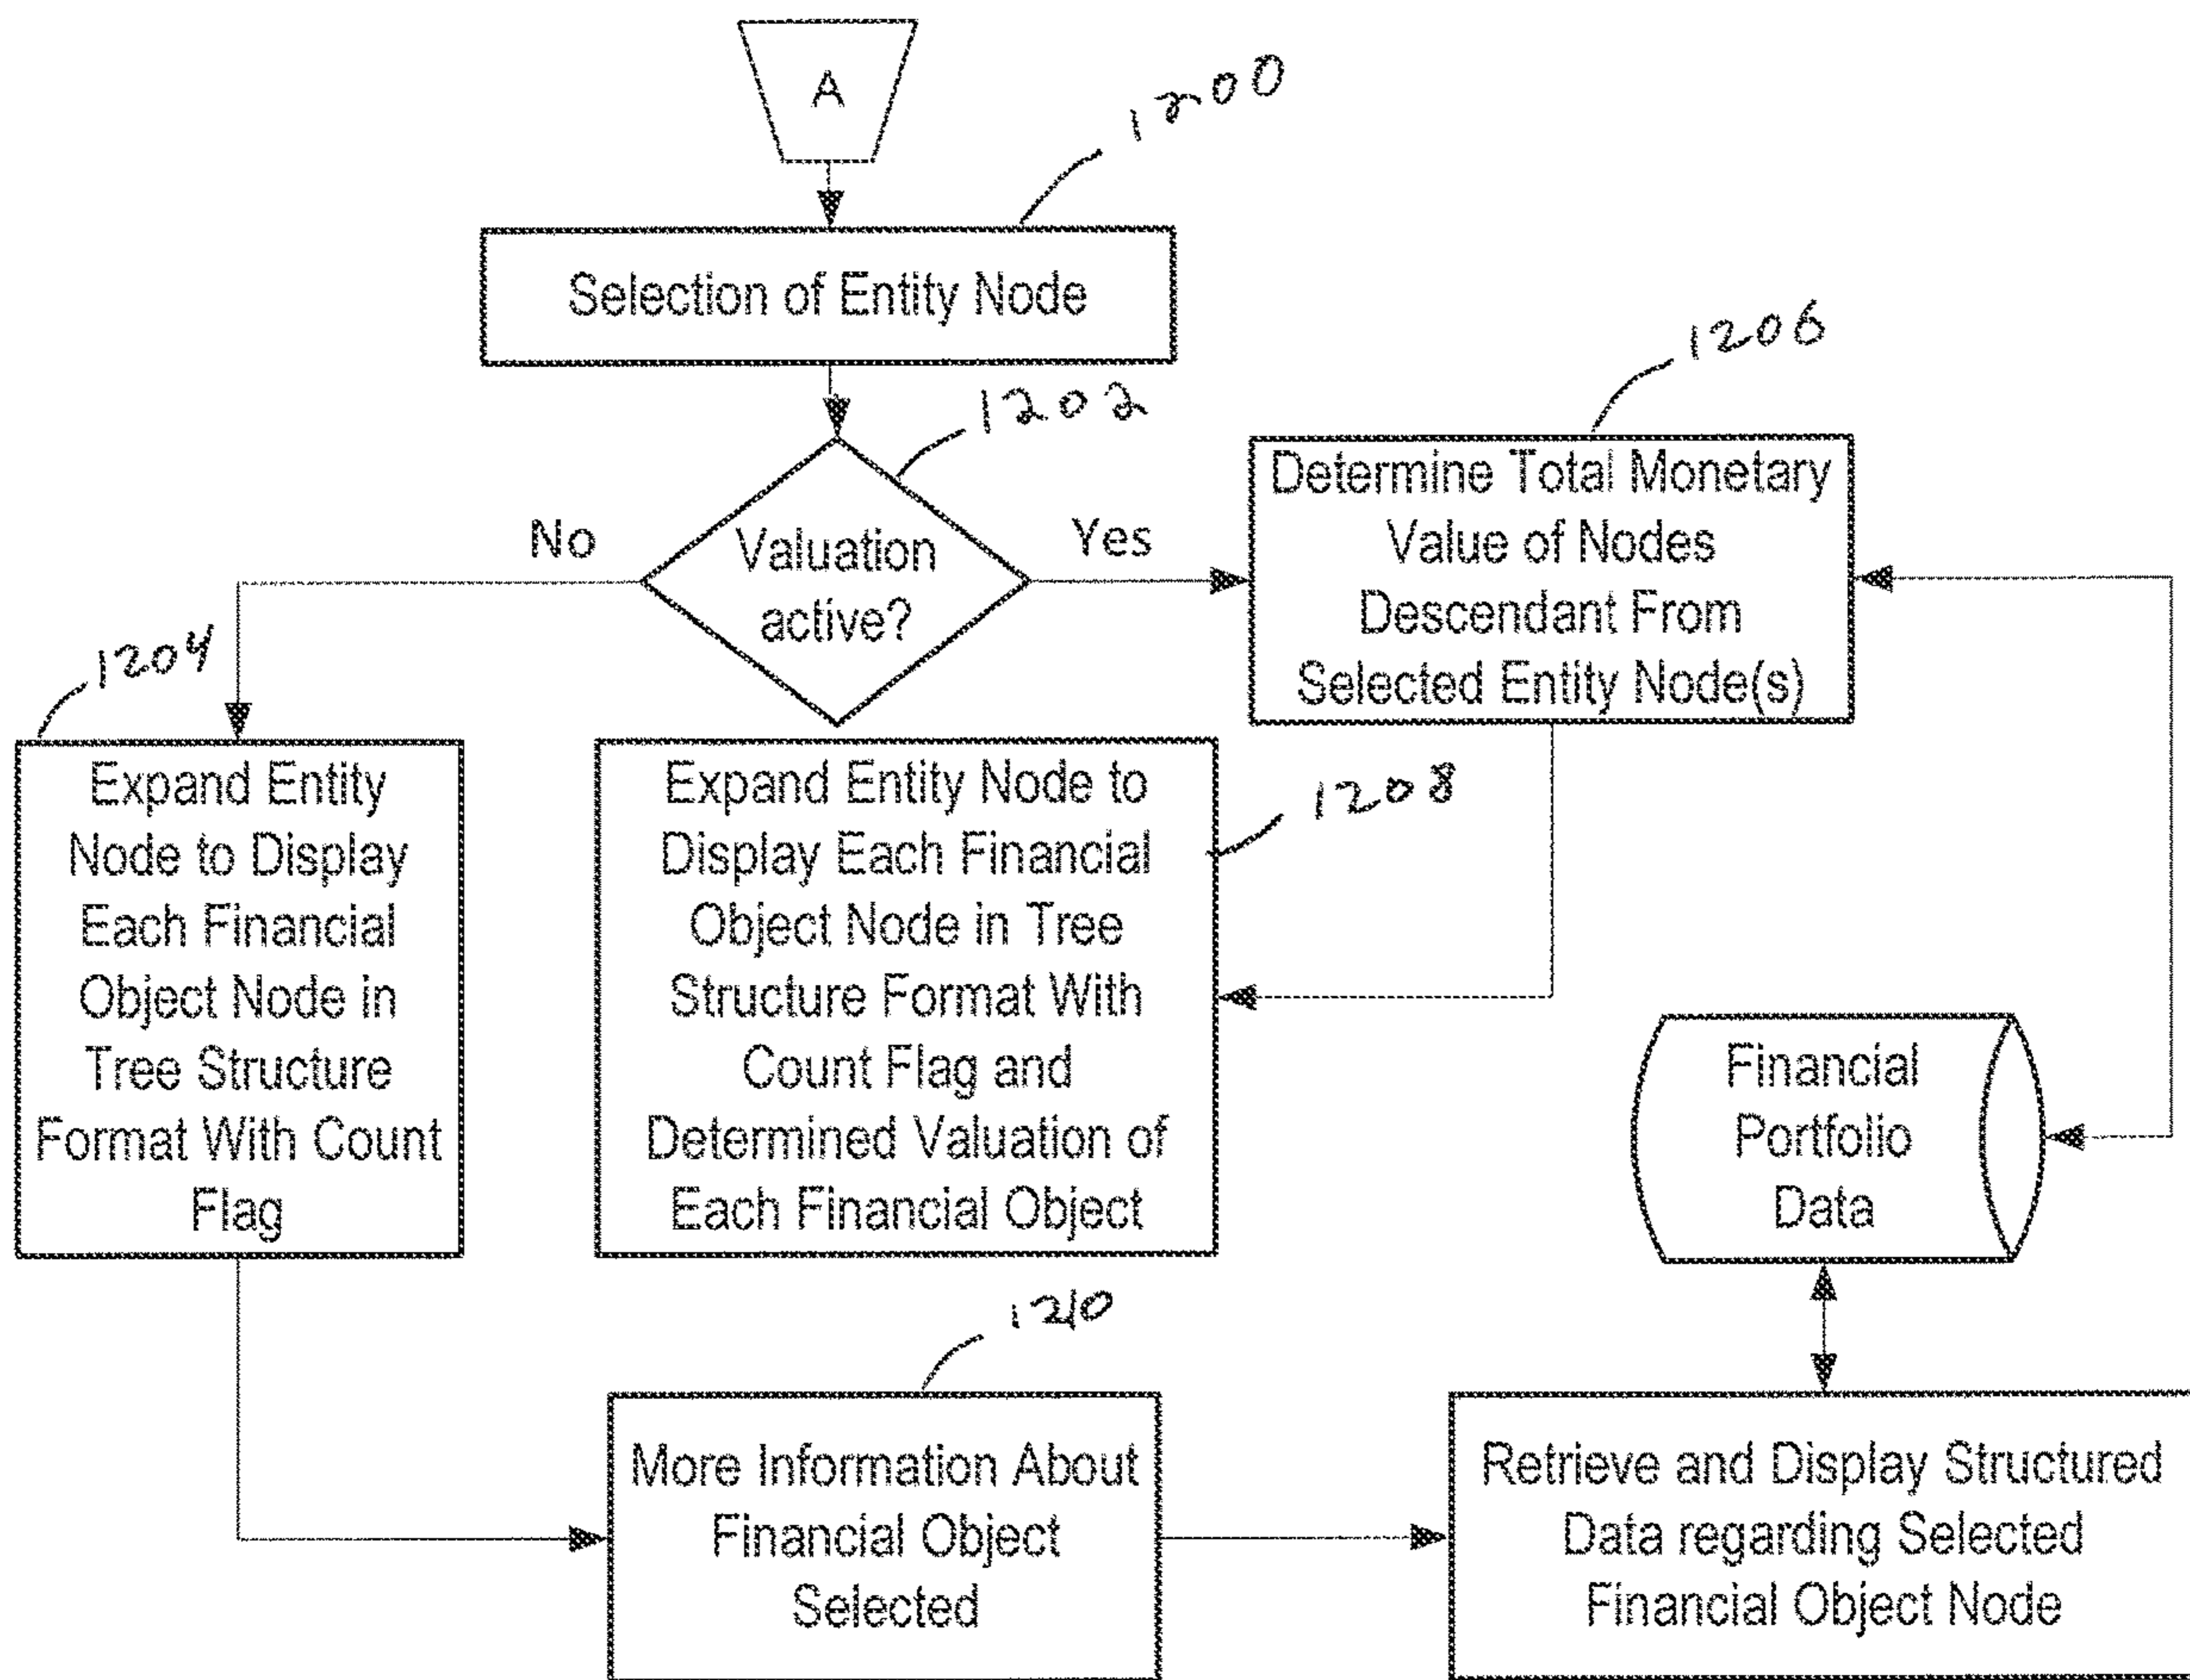 A
1200
Selection of Entity Node
1202
1206
No
Valuation
active?
Yes
Determine Total Monetary
Value of Nodes
Descendant From
Selected Entity Node(s)
1204
Expand Entity
Node to Display
Each Financial
Object Node in
Tree Structure
Format With Count
Flag
Expand Entity Node to
Display Each Financial
Object Node in Tree
Structure Format With
Count Flag and
Determined Valuation of
Each Financial Object
1208
Financial
Portfolio
Data
1210
More Information About
Financial Object
Selected
Retrieve and Display Structured
Data regarding Selected
Financial Object Node